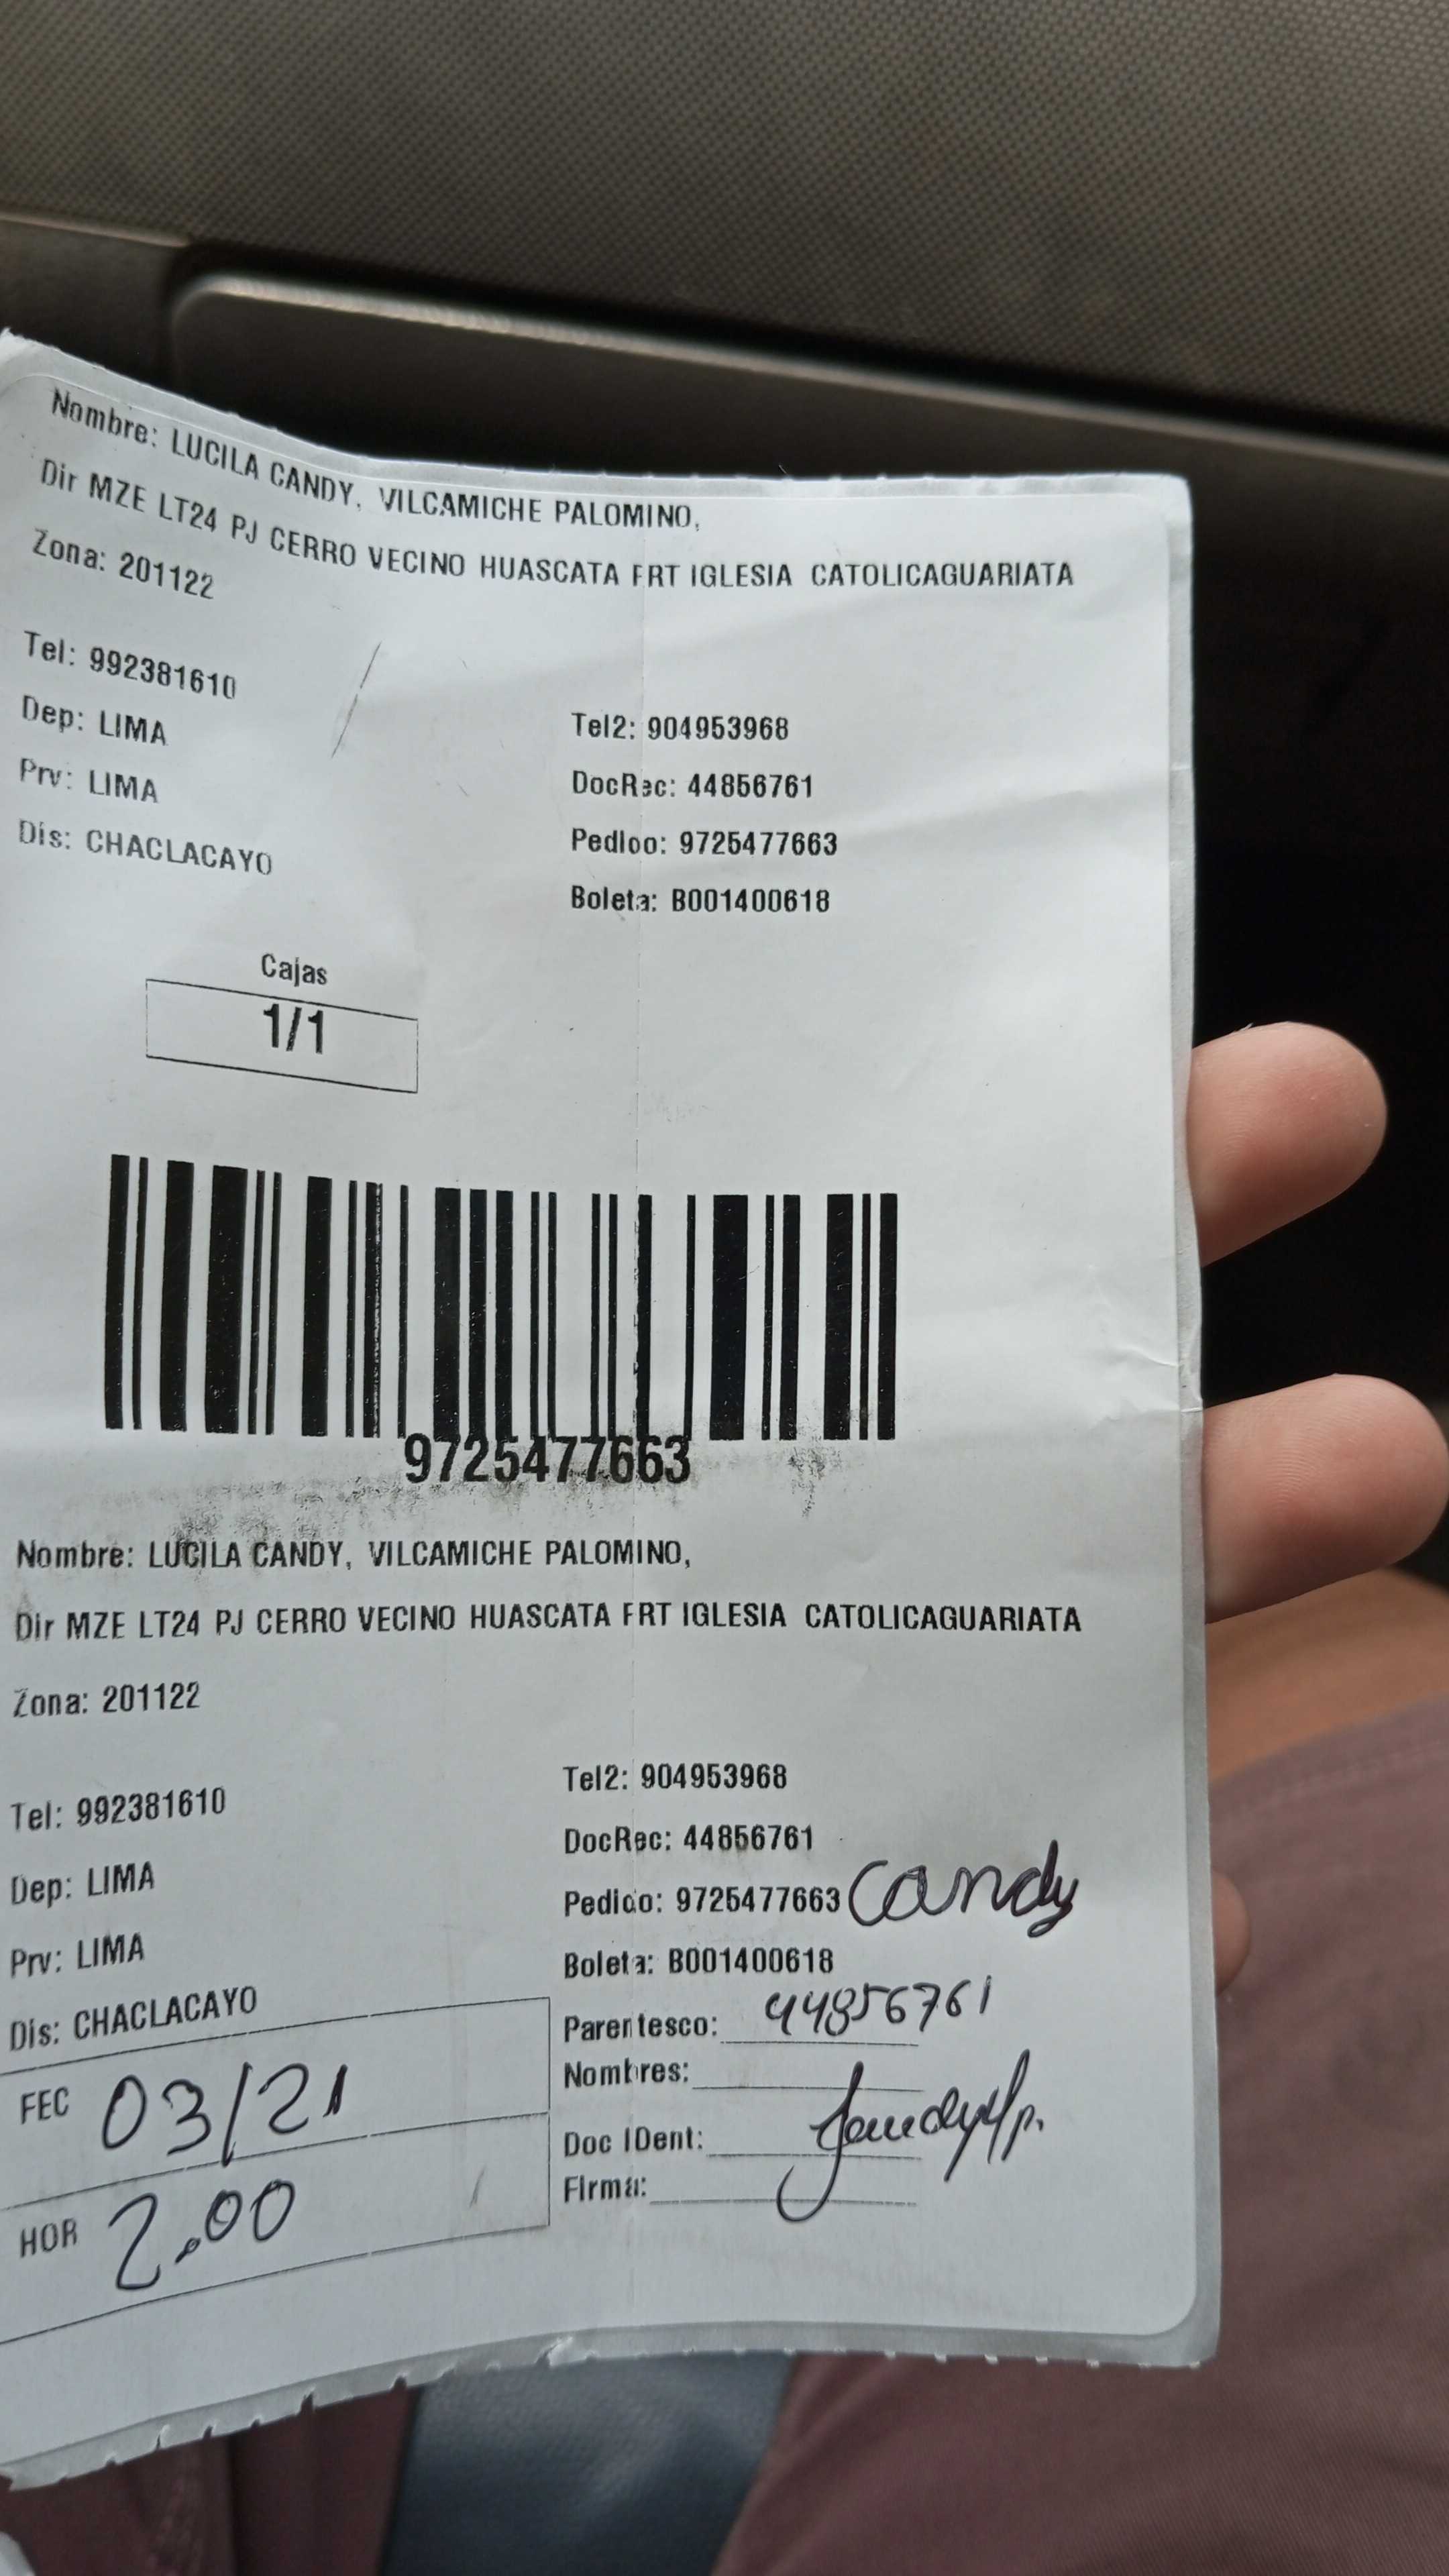 Nombre: LUCILA CANDY, VILCAMICHE PALOMINO,
Dir MZE LT24 PJ CERRO VECINO HUASCATA FRT IGLESIA CATOLICAGUARIATA
Zona: 201122
Tel: 992381610
Tel2: 904953968
Dep: LIMA
DocRec: 44856761
Prv: LIMA
Pedido: 9725477663
Dis: CHACLACAYO
Boleta: B001400618
Cajas
1/1
9725477663
Nombre: LUCILA CANDY, VILCAMICHE PALOMINO,
Dir MZE LT24 PJ CERRO VECINO HUASCATA FRT IGLESIA CATOLICAGUARIATA
Zona: 201122
Tel: 992381610
Tel2: 904953968
Dep: LIMA
DocRec: 44856761
Prv: LIMA
Pedido: 9725477663 Candy
Dis: CHACLACAYO
Boleta: B001400618
FEC 03/21
Parentesco: 44856761
Nombres:
HOR 2.00
Doc IDent:
Firma: